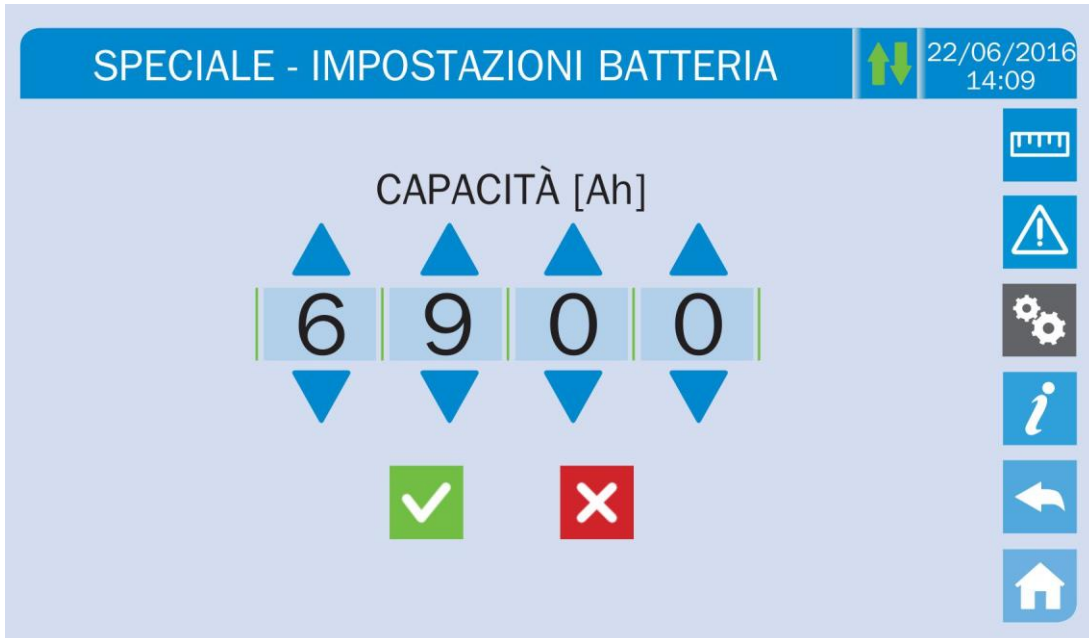 SPECIALE - IMPOSTAZIONI BATTERIA
22/06/2016
14:09
CAPACITÀ [Ah]
6 9 0 0
i